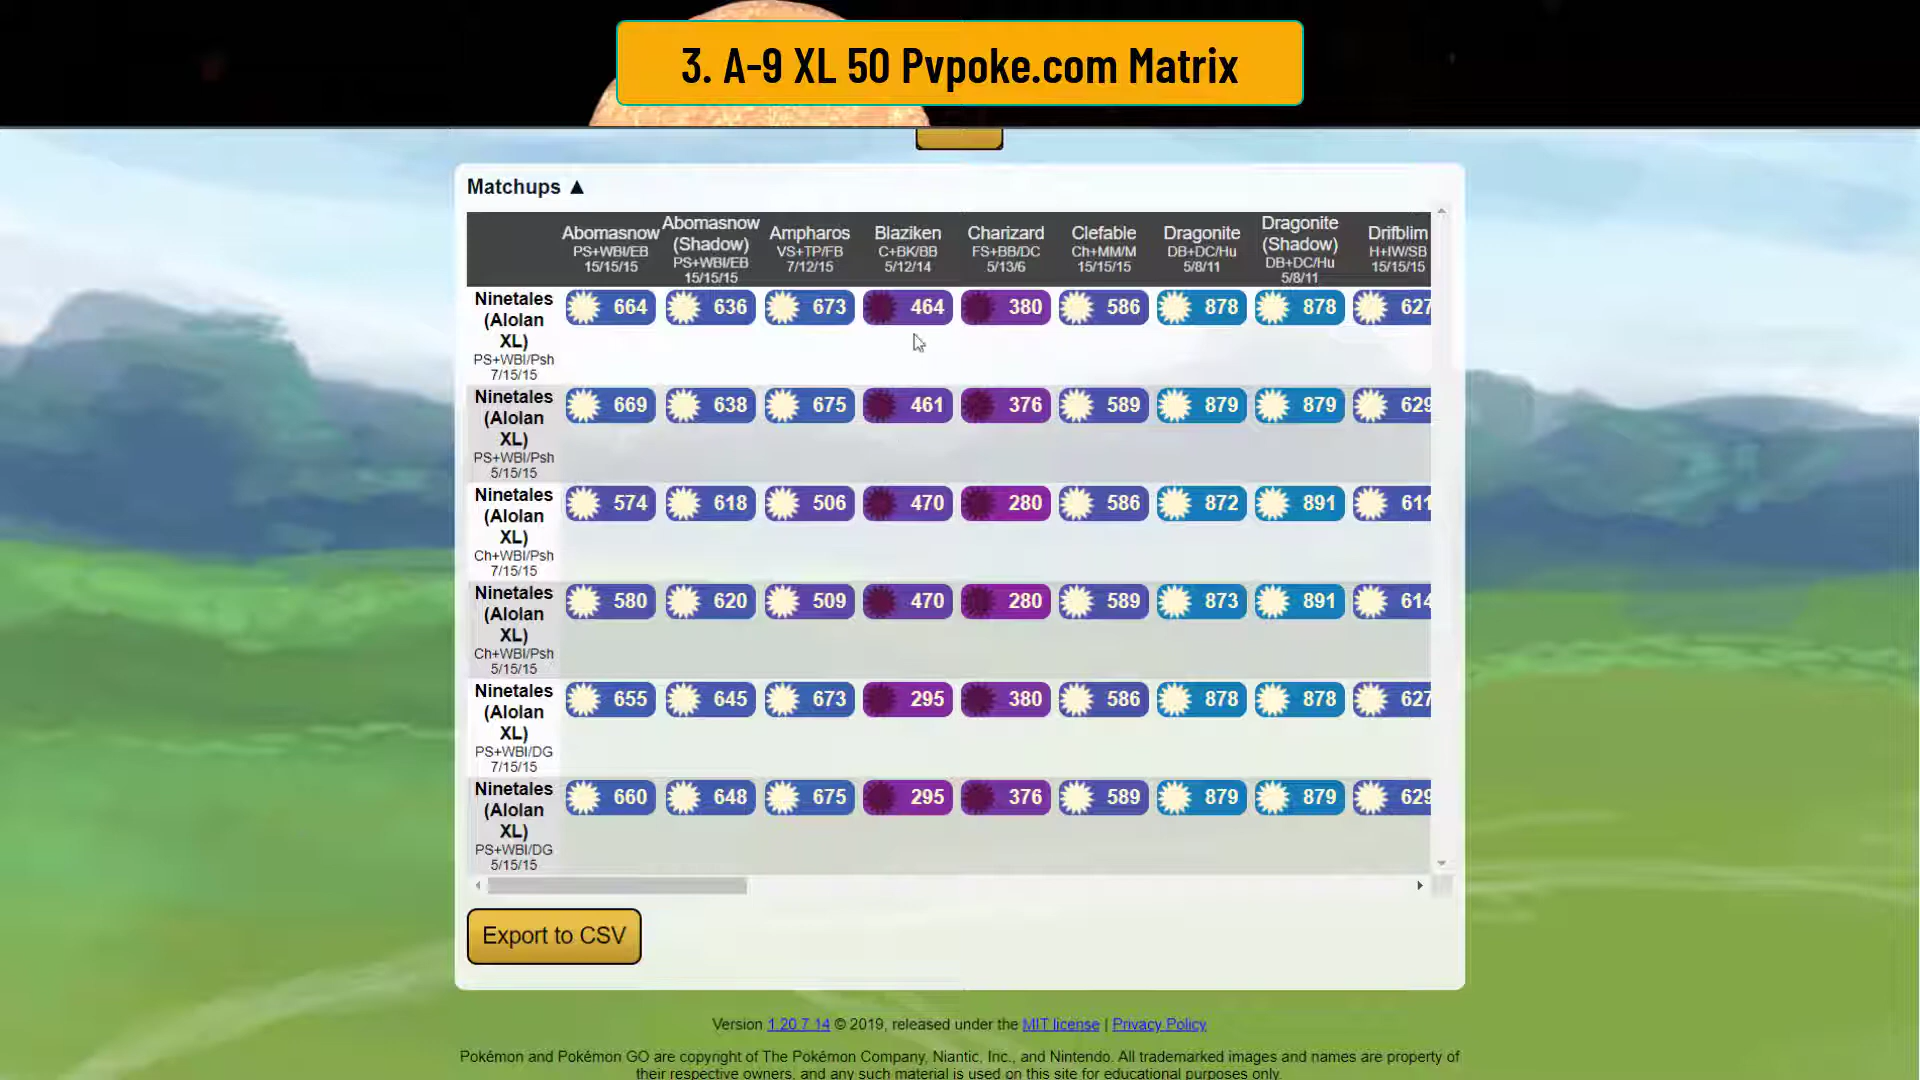 3. A-9 XL 50 Pvpoke.com Matrix
Matchups ▲
Abomasnow
PS+WBI/EB
15/15/15
Abomasnow
(Shadow)
PS+WBI/EB
15/15/15
Ampharos
VS+TP/FB
7/12/15
Blaziken
C+BK/BB
5/12/14
Charizard
FS+BB/DC
5/13/6
Clefable
Ch+MM/M
15/15/15
Dragonite
DB+DC/Hu
5/8/11
Dragonite
(Shadow)
DB+DC/Hu
5/8/11
Drifblim
H+IW/SB
15/15/15
Ninetales
(Alolan
XL)
PS+WBI/Psh
7/15/15
664 636 673 464 380 586 878 878 627
Ninetales
(Alolan
XL)
PS+WBI/Psh
5/15/15
669 638 675 461 376 589 879 879 629
Ninetales
(Alolan
XL)
Ch+WBI/Psh
7/15/15
574 618 506 470 280 586 872 891 611
Ninetales
(Alolan
XL)
Ch+WBI/Psh
5/15/15
580 620 509 470 280 589 873 891 614
Ninetales
(Alolan
XL)
PS+WBI/DG
7/15/15
655 645 673 295 380 586 878 878 627
Ninetales
(Alolan
XL)
PS+WBI/DG
5/15/15
660 648 675 295 376 589 879 879 629
Export to CSV
Version 1.20.7.14 © 2019, released under the MIT license | Privacy Policy
Pokémon and Pokémon GO are copyright of The Pokémon Company, Niantic, Inc., and Nintendo. All trademarked images and names are property of
their respective owners, and any such material is used on this site for educational purposes only.